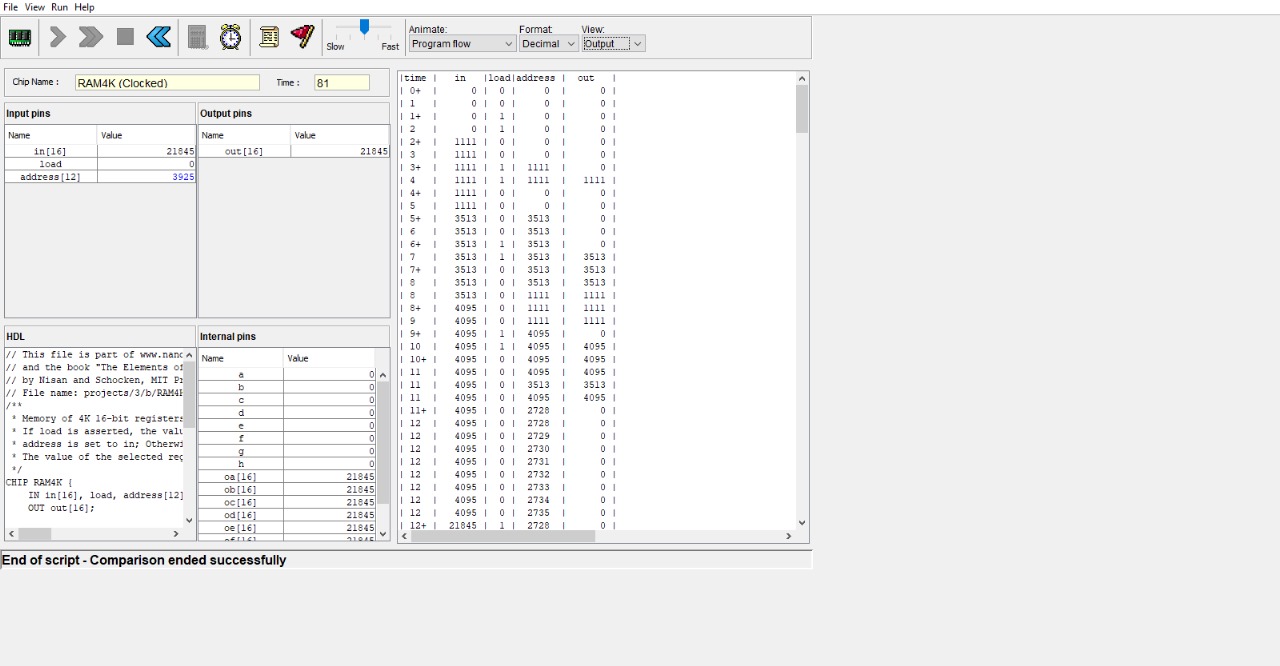 File View Run Help
Slow Fast
Animate: Format: View:
Program flow Decimal Output
Chip Name : RAM4K (Clocked) Time : 81
Input pins
Name Value
in[16] 21845
load 0
address[12] 3925
Output pins
Name Value
out[16] 21845
HDL
// This file is part of www.nand
// and the book "The Elements of
// by Nisan and Schocken, MIT Pr
// File name: projects/3/b/RAM4K
/**
* Memory of 4K 16-bit registers
* If load is asserted, the valu
* address is set to in; Otherwi
* The value of the selected reg
*/
CHIP RAM4K {
IN in[16], load, address[12]
OUT out[16];
Internal pins
Name Value
a 0
b 0
c 0
d 0
e 0
f 0
g 0
h 0
oa[16] 21845
ob[16] 21845
oc[16] 21845
od[16] 21845
oe[16] 21845
of[16] 21845
|time | in |load|address | out |
| 0+ | 0 | 0 | 0 | 0 |
| 1 | 0 | 0 | 0 | 0 |
| 1+ | 0 | 1 | 0 | 0 |
| 2 | 0 | 1 | 0 | 0 |
| 2+ | 1111 | 0 | 0 | 0 |
| 3 | 1111 | 0 | 0 | 0 |
| 3+ | 1111 | 1 | 1111 | 0 |
| 4 | 1111 | 1 | 1111 | 1111 |
| 4+ | 1111 | 0 | 0 | 0 |
| 5 | 1111 | 0 | 0 | 0 |
| 5+ | 3513 | 0 | 3513 | 0 |
| 6 | 3513 | 0 | 3513 | 0 |
| 6+ | 3513 | 1 | 3513 | 0 |
| 7 | 3513 | 1 | 3513 | 3513 |
| 7+ | 3513 | 0 | 3513 | 3513 |
| 8 | 3513 | 0 | 3513 | 3513 |
| 8 | 3513 | 0 | 1111 | 1111 |
| 8+ | 4095 | 0 | 1111 | 1111 |
| 9 | 4095 | 0 | 1111 | 1111 |
| 9+ | 4095 | 1 | 4095 | 0 |
| 10 | 4095 | 1 | 4095 | 4095 |
| 10+ | 4095 | 0 | 4095 | 4095 |
| 11 | 4095 | 0 | 4095 | 4095 |
| 11 | 4095 | 0 | 3513 | 3513 |
| 11 | 4095 | 0 | 4095 | 4095 |
| 11+ | 4095 | 0 | 2728 | 0 |
| 12 | 4095 | 0 | 2728 | 0 |
| 12 | 4095 | 0 | 2729 | 0 |
| 12 | 4095 | 0 | 2730 | 0 |
| 12 | 4095 | 0 | 2731 | 0 |
| 12 | 4095 | 0 | 2732 | 0 |
| 12 | 4095 | 0 | 2733 | 0 |
| 12 | 4095 | 0 | 2734 | 0 |
| 12 | 4095 | 0 | 2735 | 0 |
| 12+ | 21845 | 1 | 2728 | 0 |
End of script - Comparison ended successfully